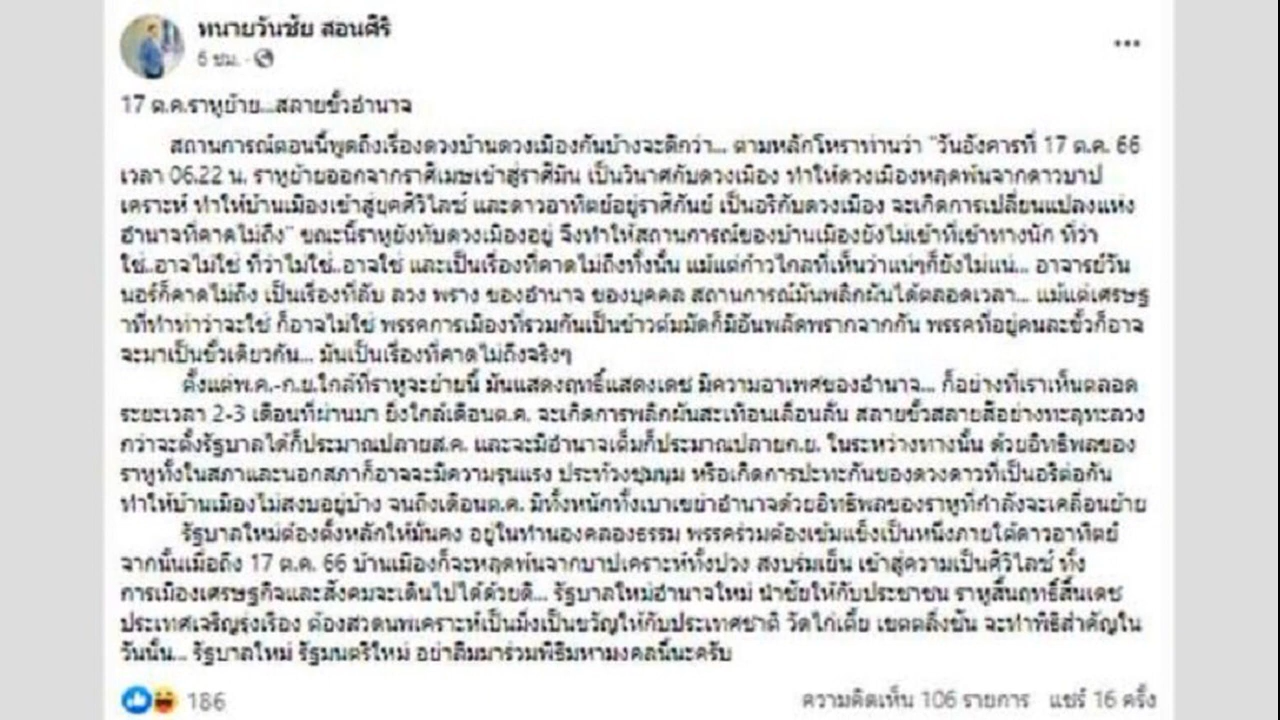 ทนายวันชัย สอนศิริ
6 ชม. ·
17 ต.ค.ราหูย้าย...สลายขั้วอำนาจ
สถานการณ์ตอนนี้พูดถึงเรื่องดวงบ้านดวงเมืองกันบ้างจะดีกว่า... ตามหลักโหราท่านว่า "วันอังคารที่ 17 ต.ค. 66
เวลา 06.22 น. ราหูย้ายออกจากราศีเมษเข้าสู่ราศีมีน เป็นวินาศกับดวงเมือง ทำให้ดวงเมืองหลุดพ้นจากดาวบาป
เคราะห์ ทำให้บ้านเมืองเข้าสู่ยุคศิวิไลซ์ และดาวอาทิตย์อยู่ราศีกันย์ เป็นอริกับดวงเมือง จะเกิดการเปลี่ยนแปลงแห่ง
อำนาจที่คาดไม่ถึง" ขณะนี้ราหูยังทับดวงเมืองอยู่ จึงทำให้สถานการณ์ของบ้านเมืองยังไม่เข้าที่เข้าทางนัก ที่ว่า
ใช่..อาจไม่ใช่ ที่ว่าไม่ใช่..อาจใช่ และเป็นเรื่องที่คาดไม่ถึงทั้งนั้น แม้แต่ก้าวไกลที่เห็นว่าแน่ๆก็ยังไม่แน่... อาจารย์วัน
นอร์ก็คาดไม่ถึง เป็นเรื่องที่ลับ ลวง พราง ของอำนาจ ของบุคคล สถานการณ์มันพลิกผันได้ตลอดเวลา... แม้แต่เศรษฐ
าที่ทำท่าว่าจะใช่ ก็อาจไม่ใช่ พรรคการเมืองที่รวมกันเป็นข้าวต้มมัดก็มีอันพลัดพรากจากกัน พรรคที่อยู่คนละขั้วก็อาจ
จะมาเป็นขั้วเดียวกัน... มันเป็นเรื่องที่คาดไม่ถึงจริงๆ
ตั้งแต่พ.ค.-ก.ย.ใกล้ที่ราหูจะย้ายนี้ มันแสดงฤทธิ์แสดงเดช มีความอาเพศของอำนาจ... ก็อย่างที่เราเห็นตลอด
ระยะเวลา 2-3 เดือนที่ผ่านมา ยิ่งใกล้เดือนต.ค. จะเกิดการพลิกผันสะเทือนเลือนลั่น สลายขั้วสลายสีอย่างทะลุทะลวง
กว่าจะตั้งรัฐบาลได้ก็ประมาณปลายส.ค. และจะมีอำนาจเต็มก็ประมาณปลายก.ย. ในระหว่างทางนั้น ด้วยอิทธิพลของ
ราหูทั้งในสภาและนอกสภาก็อาจจะมีความรุนแรง ประท้วงชุมนุม หรือเกิดการปะทะกันของดวงดาวที่เป็นอริต่อกัน
ทำให้บ้านเมืองไม่สงบอยู่บ้าง จนถึงเดือนต.ค. มีทั้งหนักทั้งเบาเขย่าอำนาจด้วยอิทธิพลของราหูที่กำลังจะเคลื่อนย้าย
รัฐบาลใหม่ต้องตั้งหลักให้มั่นคง อยู่ในทำนองคลองธรรม พรรคร่วมต้องเข้มแข็งเป็นหนึ่งภายใต้ดาวอาทิตย์
จากนั้นเมื่อถึง 17 ต.ค. 66 บ้านเมืองก็จะหลุดพ้นจากบาปเคราะห์ทั้งปวง สงบร่มเย็น เข้าสู่ความเป็นศิวิไลซ์ ทั้ง
การเมืองเศรษฐกิจและสังคมจะเดินไปได้ด้วยดี... รัฐบาลใหม่อำนาจใหม่ นำชัยให้กับประชาชน ราหูสิ้นฤทธิ์สิ้นเดช
ประเทศเจริญรุ่งเรือง ต้องสวดนพเคราะห์เป็นมิ่งเป็นขวัญให้กับประเทศชาติ วัดไก่เตี้ย เขตตลิ่งชัน จะทำพิธีสำคัญใน
วันนั้น... รัฐบาลใหม่ รัฐมนตรีใหม่ อย่าลืมมาร่วมพิธีมหามงคลนี้นะครับ
186
ความคิดเห็น 106 รายการ แชร์ 16 ครั้ง